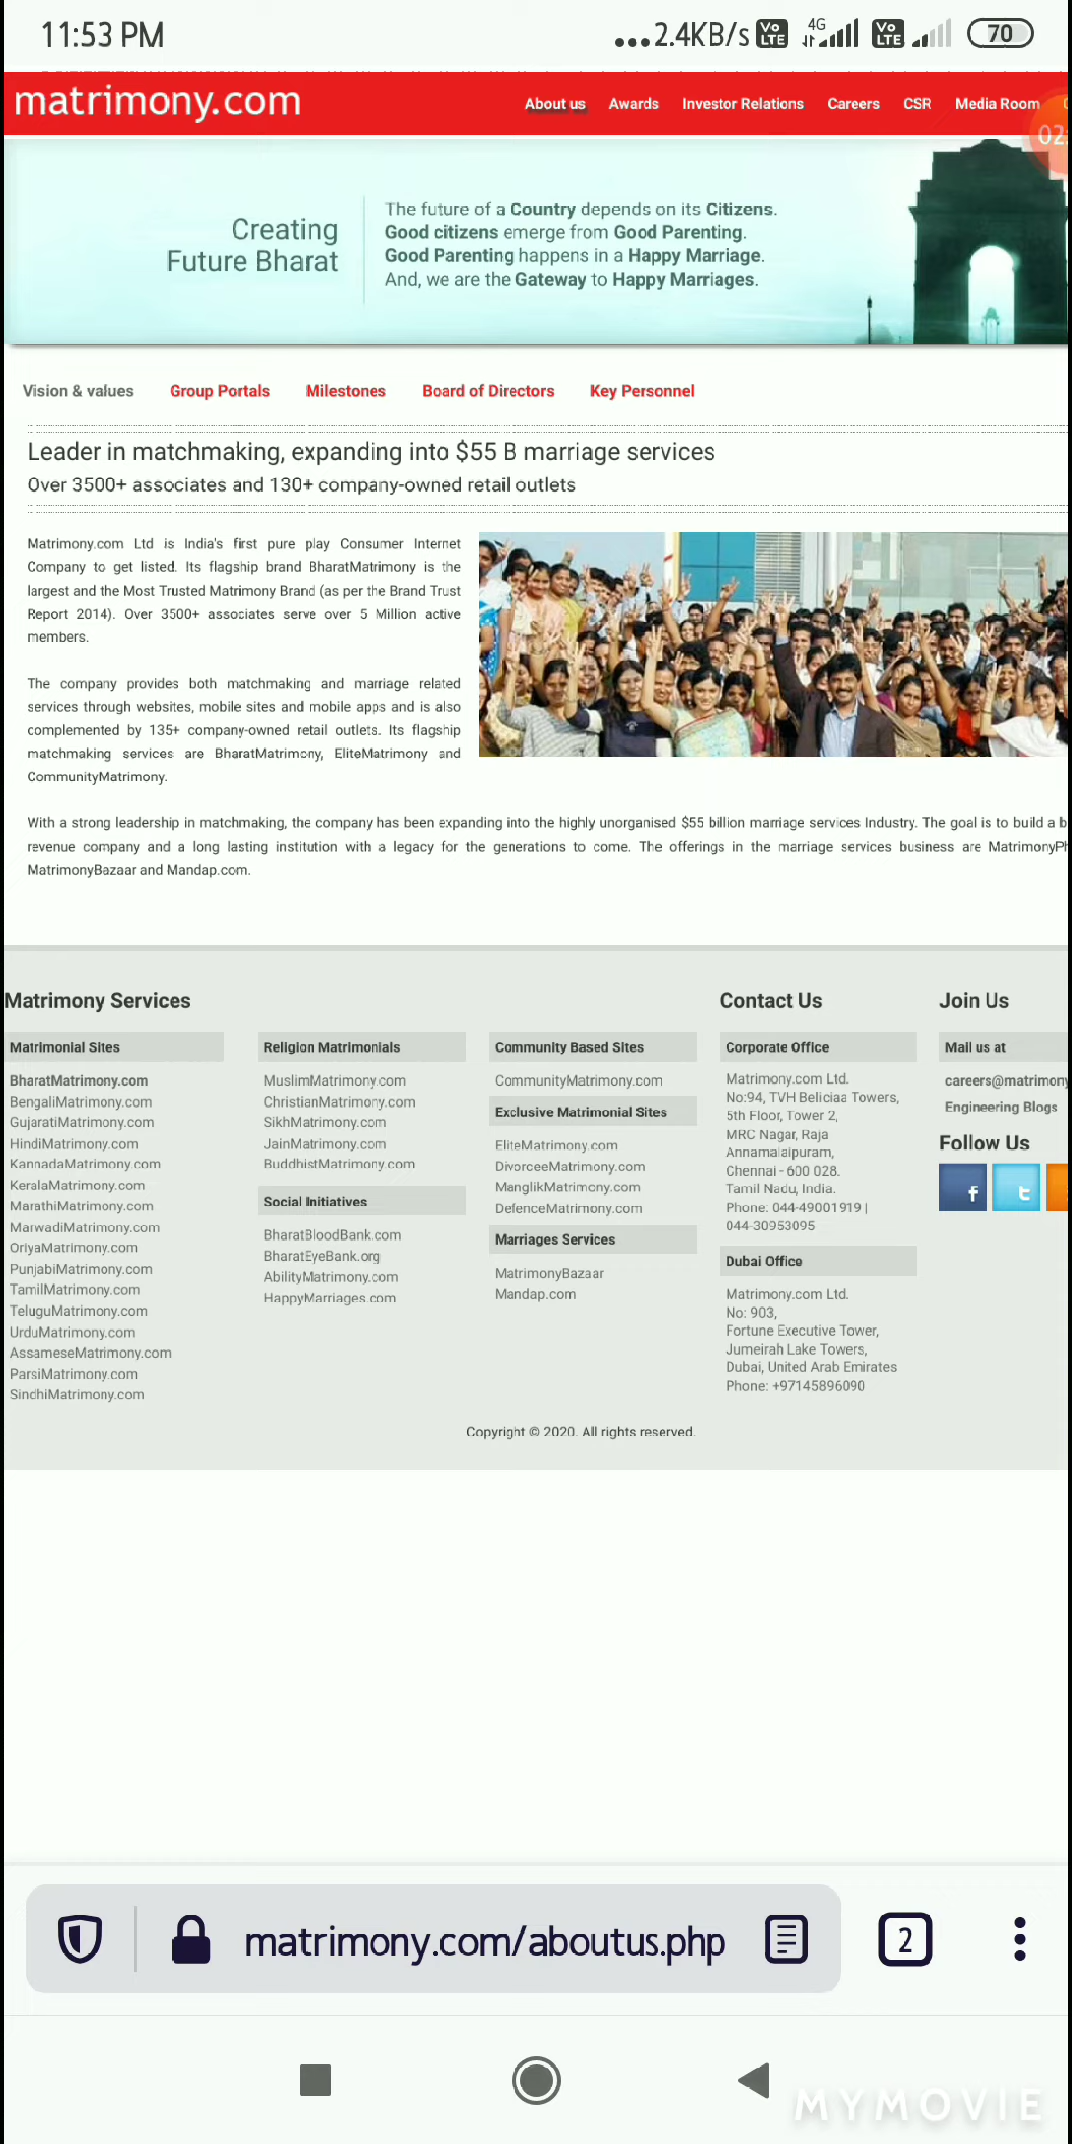 11:53 PM
...2.4KB/s Vo LTE 4G Vo LTE 70
matrimony.com
About us Awards Investor Relations Careers CSR Media Room
02:
Creating
Future Bharat
The future of a Country depends on its Citizens.
Good citizens emerge from Good Parenting.
Good Parenting happens in a Happy Marriage.
And, we are the Gateway to Happy Marriages.
Vision & values Group Portals Milestones Board of Directors Key Personnel
Leader in matchmaking, expanding into $55 B marriage services
Over 3500+ associates and 130+ company-owned retail outlets
Matrimony.com Ltd is India's first pure play Consumer Internet
Company to get listed. Its flagship brand BharatMatrimony is the
largest and the Most Trusted Matrimony Brand (as per the Brand Trust
Report 2014). Over 3500+ associates serve over 5 Million active
members.
The company provides both matchmaking and marriage related
services through websites, mobile sites and mobile apps and is also
complemented by 135+ company-owned retail outlets. Its flagship
matchmaking services are BharatMatrimony, EliteMatrimony and
CommunityMatrimony.
With a strong leadership in matchmaking, the company has been expanding into the highly unorganised $55 billion marriage services Industry. The goal is to build a b
revenue company and a long lasting institution with a legacy for the generations to come. The offerings in the marriage services business are MatrimonyPh
MatrimonyBazaar and Mandap.com.
Matrimony Services
Matrimonial Sites
BharatMatrimony.com
BengaliMatrimony.com
GujaratiMatrimony.com
HindiMatrimony.com
KannadaMatrimony.com
KeralaMatrimony.com
MarathiMatrimony.com
MarwadiMatrimony.com
OriyaMatrimony.com
PunjabiMatrimony.com
TamilMatrimony.com
TeluguMatrimony.com
UrduMatrimony.com
AssameseMatrimony.com
ParsiMatrimony.com
SindhiMatrimony.com
Religion Matrimonials
MuslimMatrimony.com
ChristianMatrimony.com
SikhMatrimony.com
JainMatrimony.com
BuddhistMatrimony.com
Social Initiatives
BharatBloodBank.com
BharatEyeBank.org
AbilityMatrimony.com
HappyMarriages.com
Community Based Sites
CommunityMatrimony.com
Exclusive Matrimonial Sites
EliteMatrimony.com
DivorceeMatrimony.com
ManglikMatrimony.com
DefenceMatrimony.com
Marriages Services
MatrimonyBazaar
Mandap.com
Contact Us
Corporate Office
Matrimony.com Ltd.
No:94, TVH Beliciaa Towers,
5th Floor, Tower 2,
MRC Nagar, Raja
Annamalaipuram,
Chennai - 600 028.
Tamil Nadu, India.
Phone: 044-49001919 |
044-30953095
Dubai Office
Matrimony.com Ltd.
No: 903,
Fortune Executive Tower,
Jumeirah Lake Towers,
Dubai, United Arab Emirates
Phone: +97145896090
Join Us
Mail us at
careers@matrimony
Engineering Blogs
Follow Us
f t
Copyright © 2020. All rights reserved.
matrimony.com/aboutus.php 2
MYMOVIE